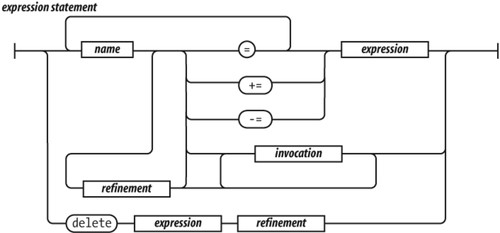 expression statement
name = expression
+=
-=
invocation
refinement
delete expression refinement